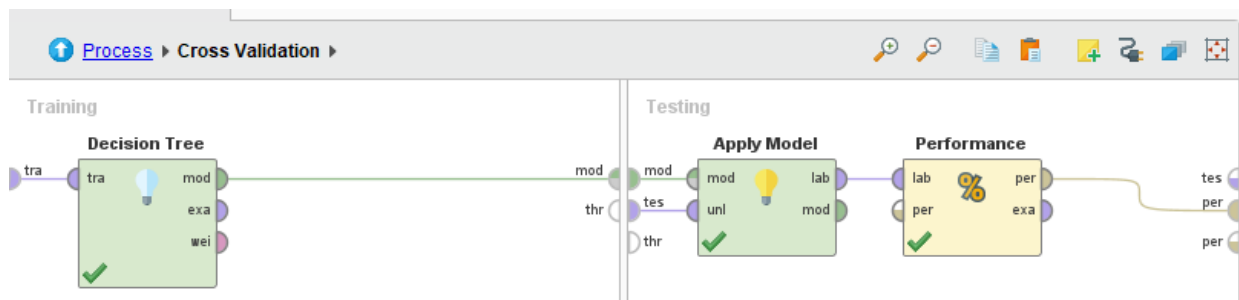 Process ▸ Cross Validation ▸
Training
Testing
Decision Tree
Apply Model
Performance
tra
tra mod
mod
mod
mod lab
lab per
tes
exa
thr
tes
unl mod
per exa
per
wei
thr
per